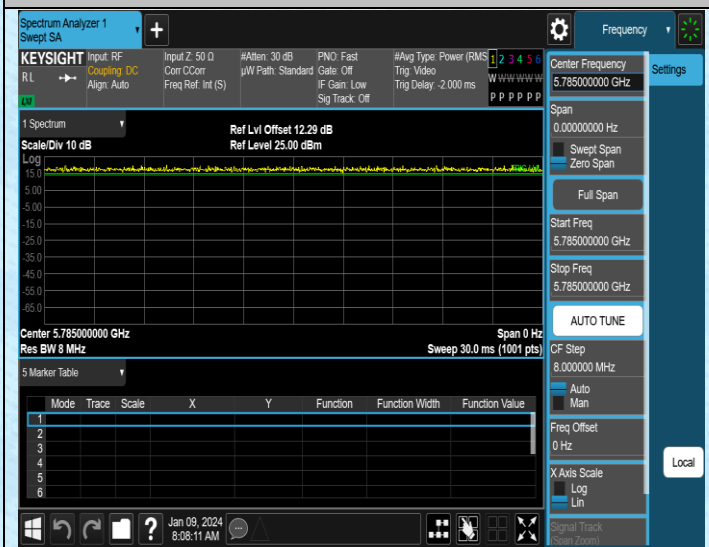 Spectrum Analyzer 1
Swept SA
Frequency
KEYSIGHT
RL
LXI
Input: RF
Coupling: DC
Align: Auto
Input Z: 50 Ω
Corr CCorr
Freq Ref: Int (S)
#Atten: 30 dB
µW Path: Standard
PNO: Fast
Gate: Off
IF Gain: Low
Sig Track: Off
#Avg Type: Power (RMS
Trig: Video
Trig Delay: -2.000 ms
1 2 3 4 5 6
W W W W W W
P P P P P P
1 Spectrum
Scale/Div 10 dB
Ref Lvl Offset 12.29 dB
Ref Level 25.00 dBm
Log
15.0
5.00
-5.00
-15.0
-25.0
-35.0
-45.0
-55.0
-65.0
Center 5.785000000 GHz
Res BW 8 MHz
Span 0 Hz
Sweep 30.0 ms (1001 pts)
5 Marker Table
Mode Trace Scale X Y Function Function Width Function Value
1
2
3
4
5
6
Center Frequency
5.785000000 GHz
Settings
Span
0.00000000 Hz
Swept Span
Zero Span
Full Span
Start Freq
5.785000000 GHz
Stop Freq
5.785000000 GHz
AUTO TUNE
CF Step
8.000000 MHz
Auto
Man
Freq Offset
0 Hz
X Axis Scale
Log
Lin
Signal Track
(Span Zoom)
Local
?
Jan 09, 2024
8:08:11 AM